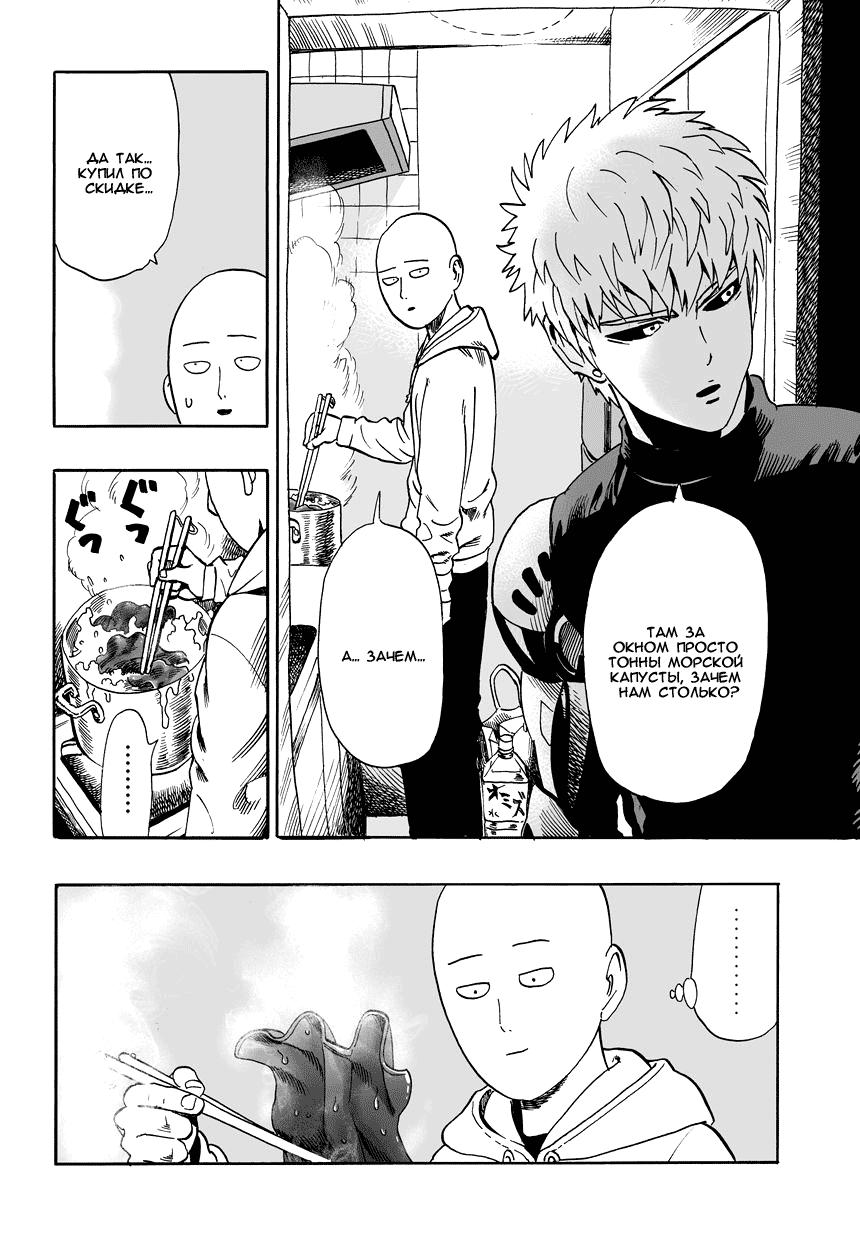 ТАМ ЗА
ОКНОМ ПРОСТО
ТОННЫ МОРСКОЙ
КАПУСТЫ, ЗАЧЕМ
НАМ СТОЛЬКО?
А... ЗАЧЕМ...
ДА ТАК...
КУПИЛ ПО
СКИДКЕ...
ぐっ
ぐっ
.........
.........
水